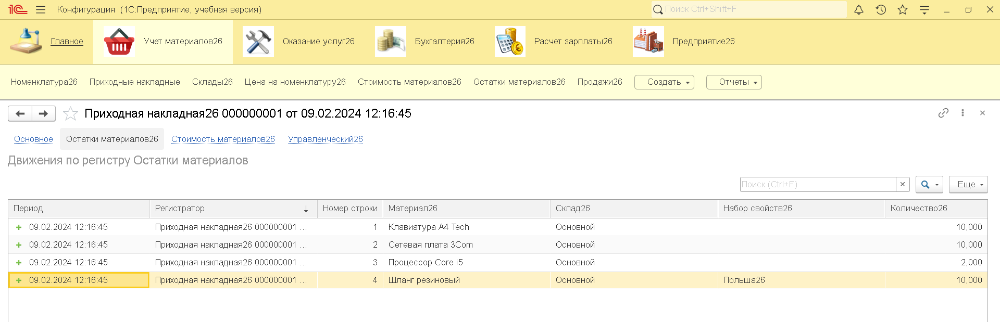 1С Конфигурация (1С:Предприятие, учебная версия) Поиск Ctrl+Shift+F
Главное Учет материалов26 Оказание услуг26 Бухгалтерия26 Расчет зарплаты26 Предприятие26
Номенклатура26 Приходные накладные Склады26 Цена на номенклатуру26 Стоимость материалов26 Остатки материалов26 Продажи26 Создать Отчеты
Приходная накладная26 000000001 от 09.02.2024 12:16:45
Основное Остатки материалов26 Стоимость материалов26 Управленческий26
Движения по регистру Остатки материалов
Поиск (Ctrl+F) Еще
Период Регистратор Номер строки Материал26 Склад26 Набор свойств26 Количество26
09.02.2024 12:16:45 Приходная накладная26 000000001 ... 1 Клавиатура A4 Tech Основной 10,000
09.02.2024 12:16:45 Приходная накладная26 000000001 ... 2 Сетевая плата 3Com Основной 10,000
09.02.2024 12:16:45 Приходная накладная26 000000001 ... 3 Процессор Core i5 Основной 2,000
09.02.2024 12:16:45 Приходная накладная26 000000001 ... 4 Шланг резиновый Основной Польша26 10,000